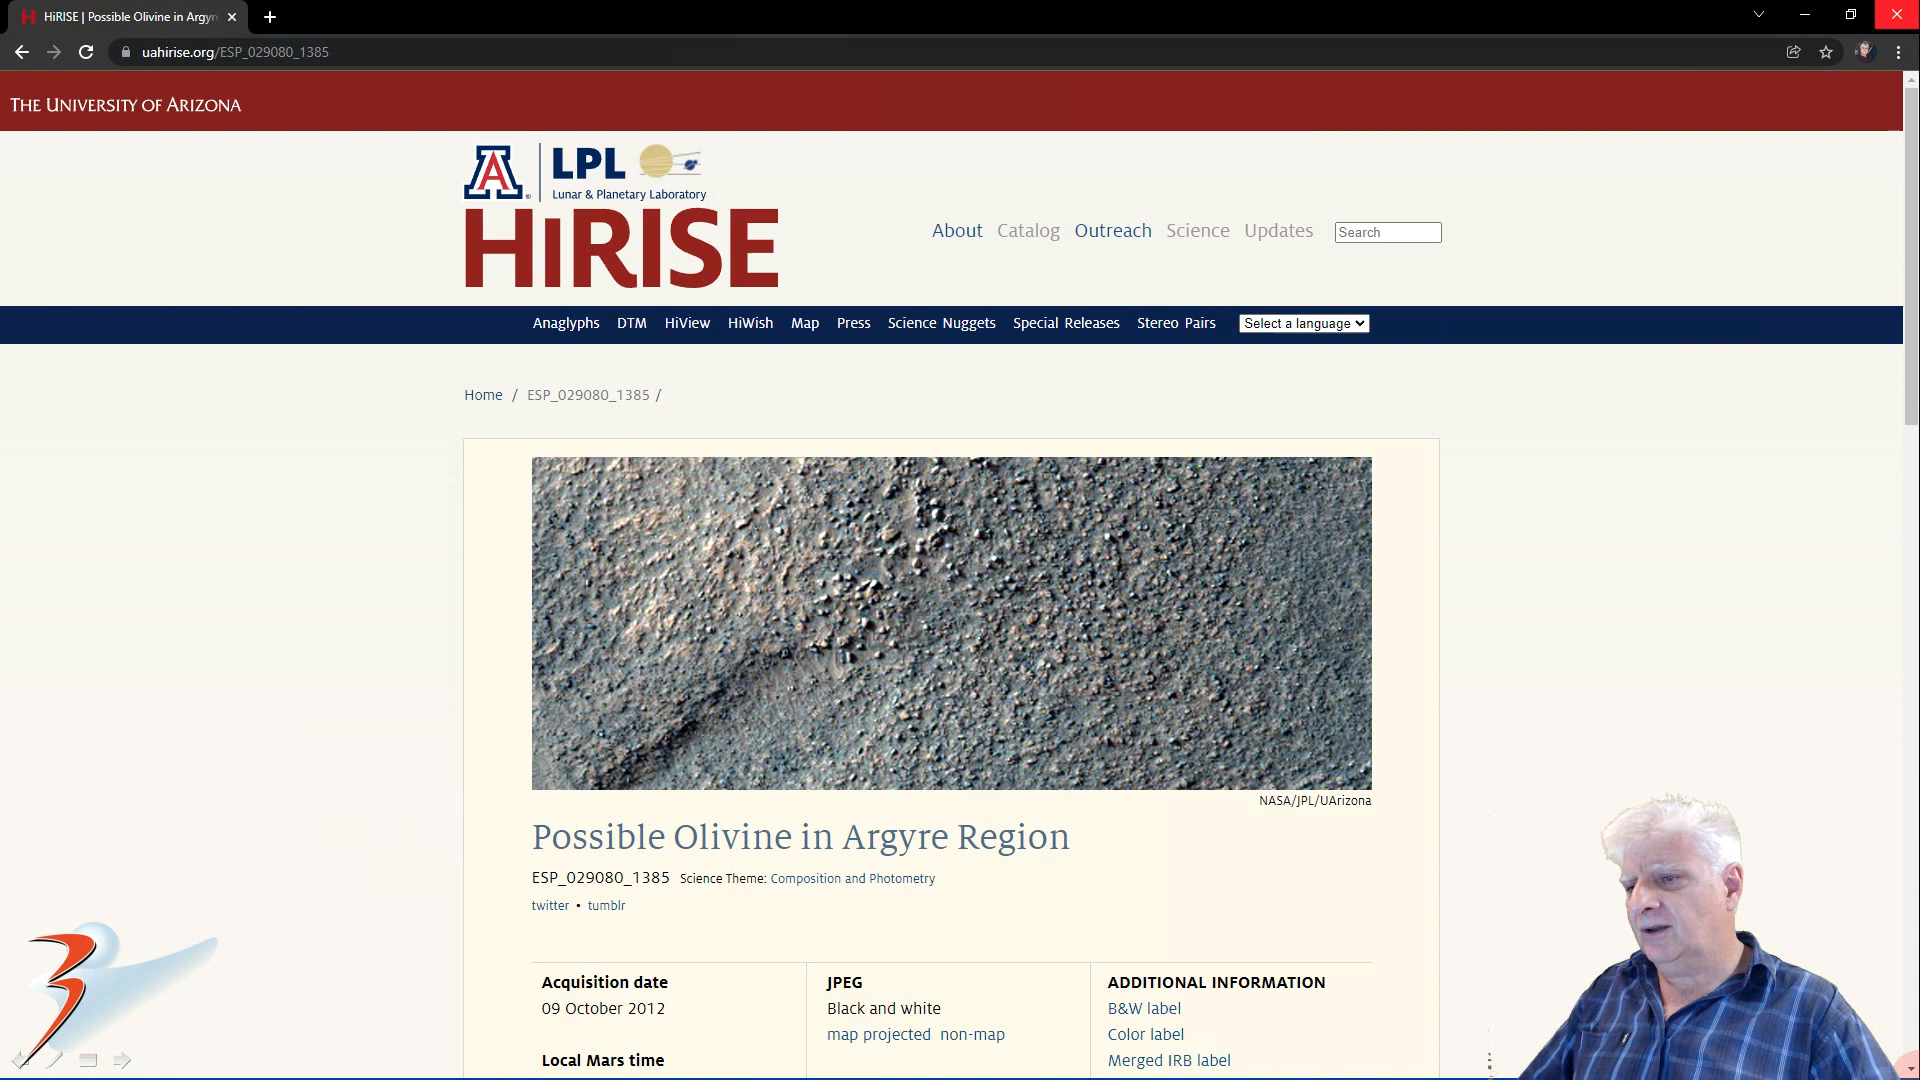 HiRISE | Possible Olivine in Argyr
uahirise.org/ESP_029080_1385
THE UNIVERSITY OF ARIZONA
A LPL
Lunar & Planetary Laboratory
HiRISE
About Catalog Outreach Science Updates Search
Anaglyphs DTM HiView HiWish Map Press Science Nuggets Special Releases Stereo Pairs Select a language
Home / ESP_029080_1385 /
NASA/JPL/UArizona
Possible Olivine in Argyre Region
ESP_029080_1385 Science Theme: Composition and Photometry
twitter • tumblr
Acquisition date
09 October 2012
Local Mars time
JPEG
Black and white
map projected non-map
ADDITIONAL INFORMATION
B&W label
Color label
Merged IRB label